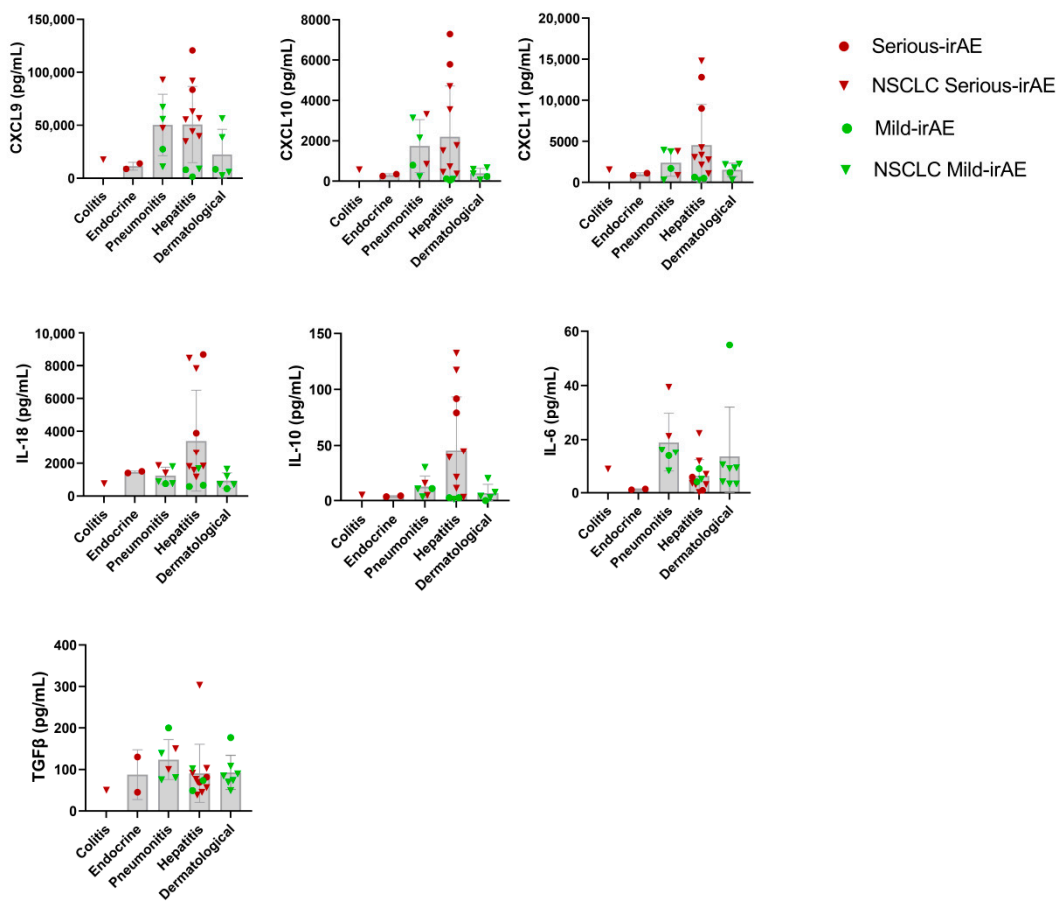 CXCL9 (pg/mL)
150,000
100,000
50,000
0
Colitis
Endocrine
Pneumonitis
Hepatitis
Dermatological
CXCL10 (pg/mL)
8000
6000
4000
2000
0
Colitis
Endocrine
Pneumonitis
Hepatitis
Dermatological
CXCL11 (pg/mL)
20,000
15,000
10,000
5000
0
Colitis
Endocrine
Pneumonitis
Hepatitis
Dermatological
Serious-irAE
NSCLC Serious-irAE
Mild-irAE
NSCLC Mild-irAE
IL-18 (pg/mL)
10,000
8000
6000
4000
2000
0
Colitis
Endocrine
Pneumonitis
Hepatitis
Dermatological
IL-10 (pg/mL)
150
100
50
0
Colitis
Endocrine
Pneumonitis
Hepatitis
Dermatological
IL-6 (pg/mL)
60
40
20
0
Colitis
Endocrine
Pneumonitis
Hepatitis
Dermatological
TGFβ (pg/mL)
400
300
200
100
0
Colitis
Endocrine
Pneumonitis
Hepatitis
Dermatological